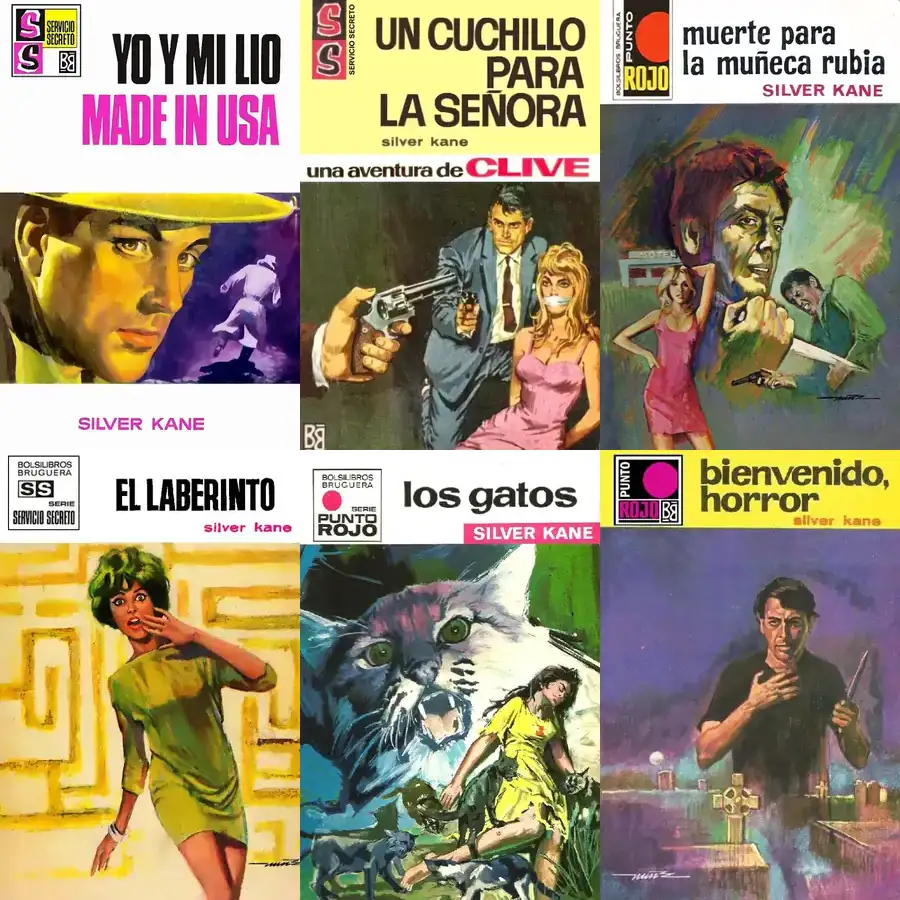 S
S
SERVICIO
SECRETO
BB
YO Y MI LIO
MADE IN USA
SILVER KANE
S
S
SERVICIO SECRETO
UN CUCHILLO
PARA
LA SEÑORA
silver kane
una aventura de CLIVE
BB
BOLSILIBROS BRUGUERA
PUNTO
ROJO
muerte para
la muñeca rubia
SILVER KANE
MOTEL
BOLSILIBROS
BRUGUERA
SS
SERIE
SERVICIO SECRETO
EL LABERINTO
silver kane
BOLSILIBROS
BRUGUERA
SERIE
PUNTO
ROJO
los gatos
SILVER KANE
PUNTO
ROJO
BB
bienvenido,
horror
silver kane